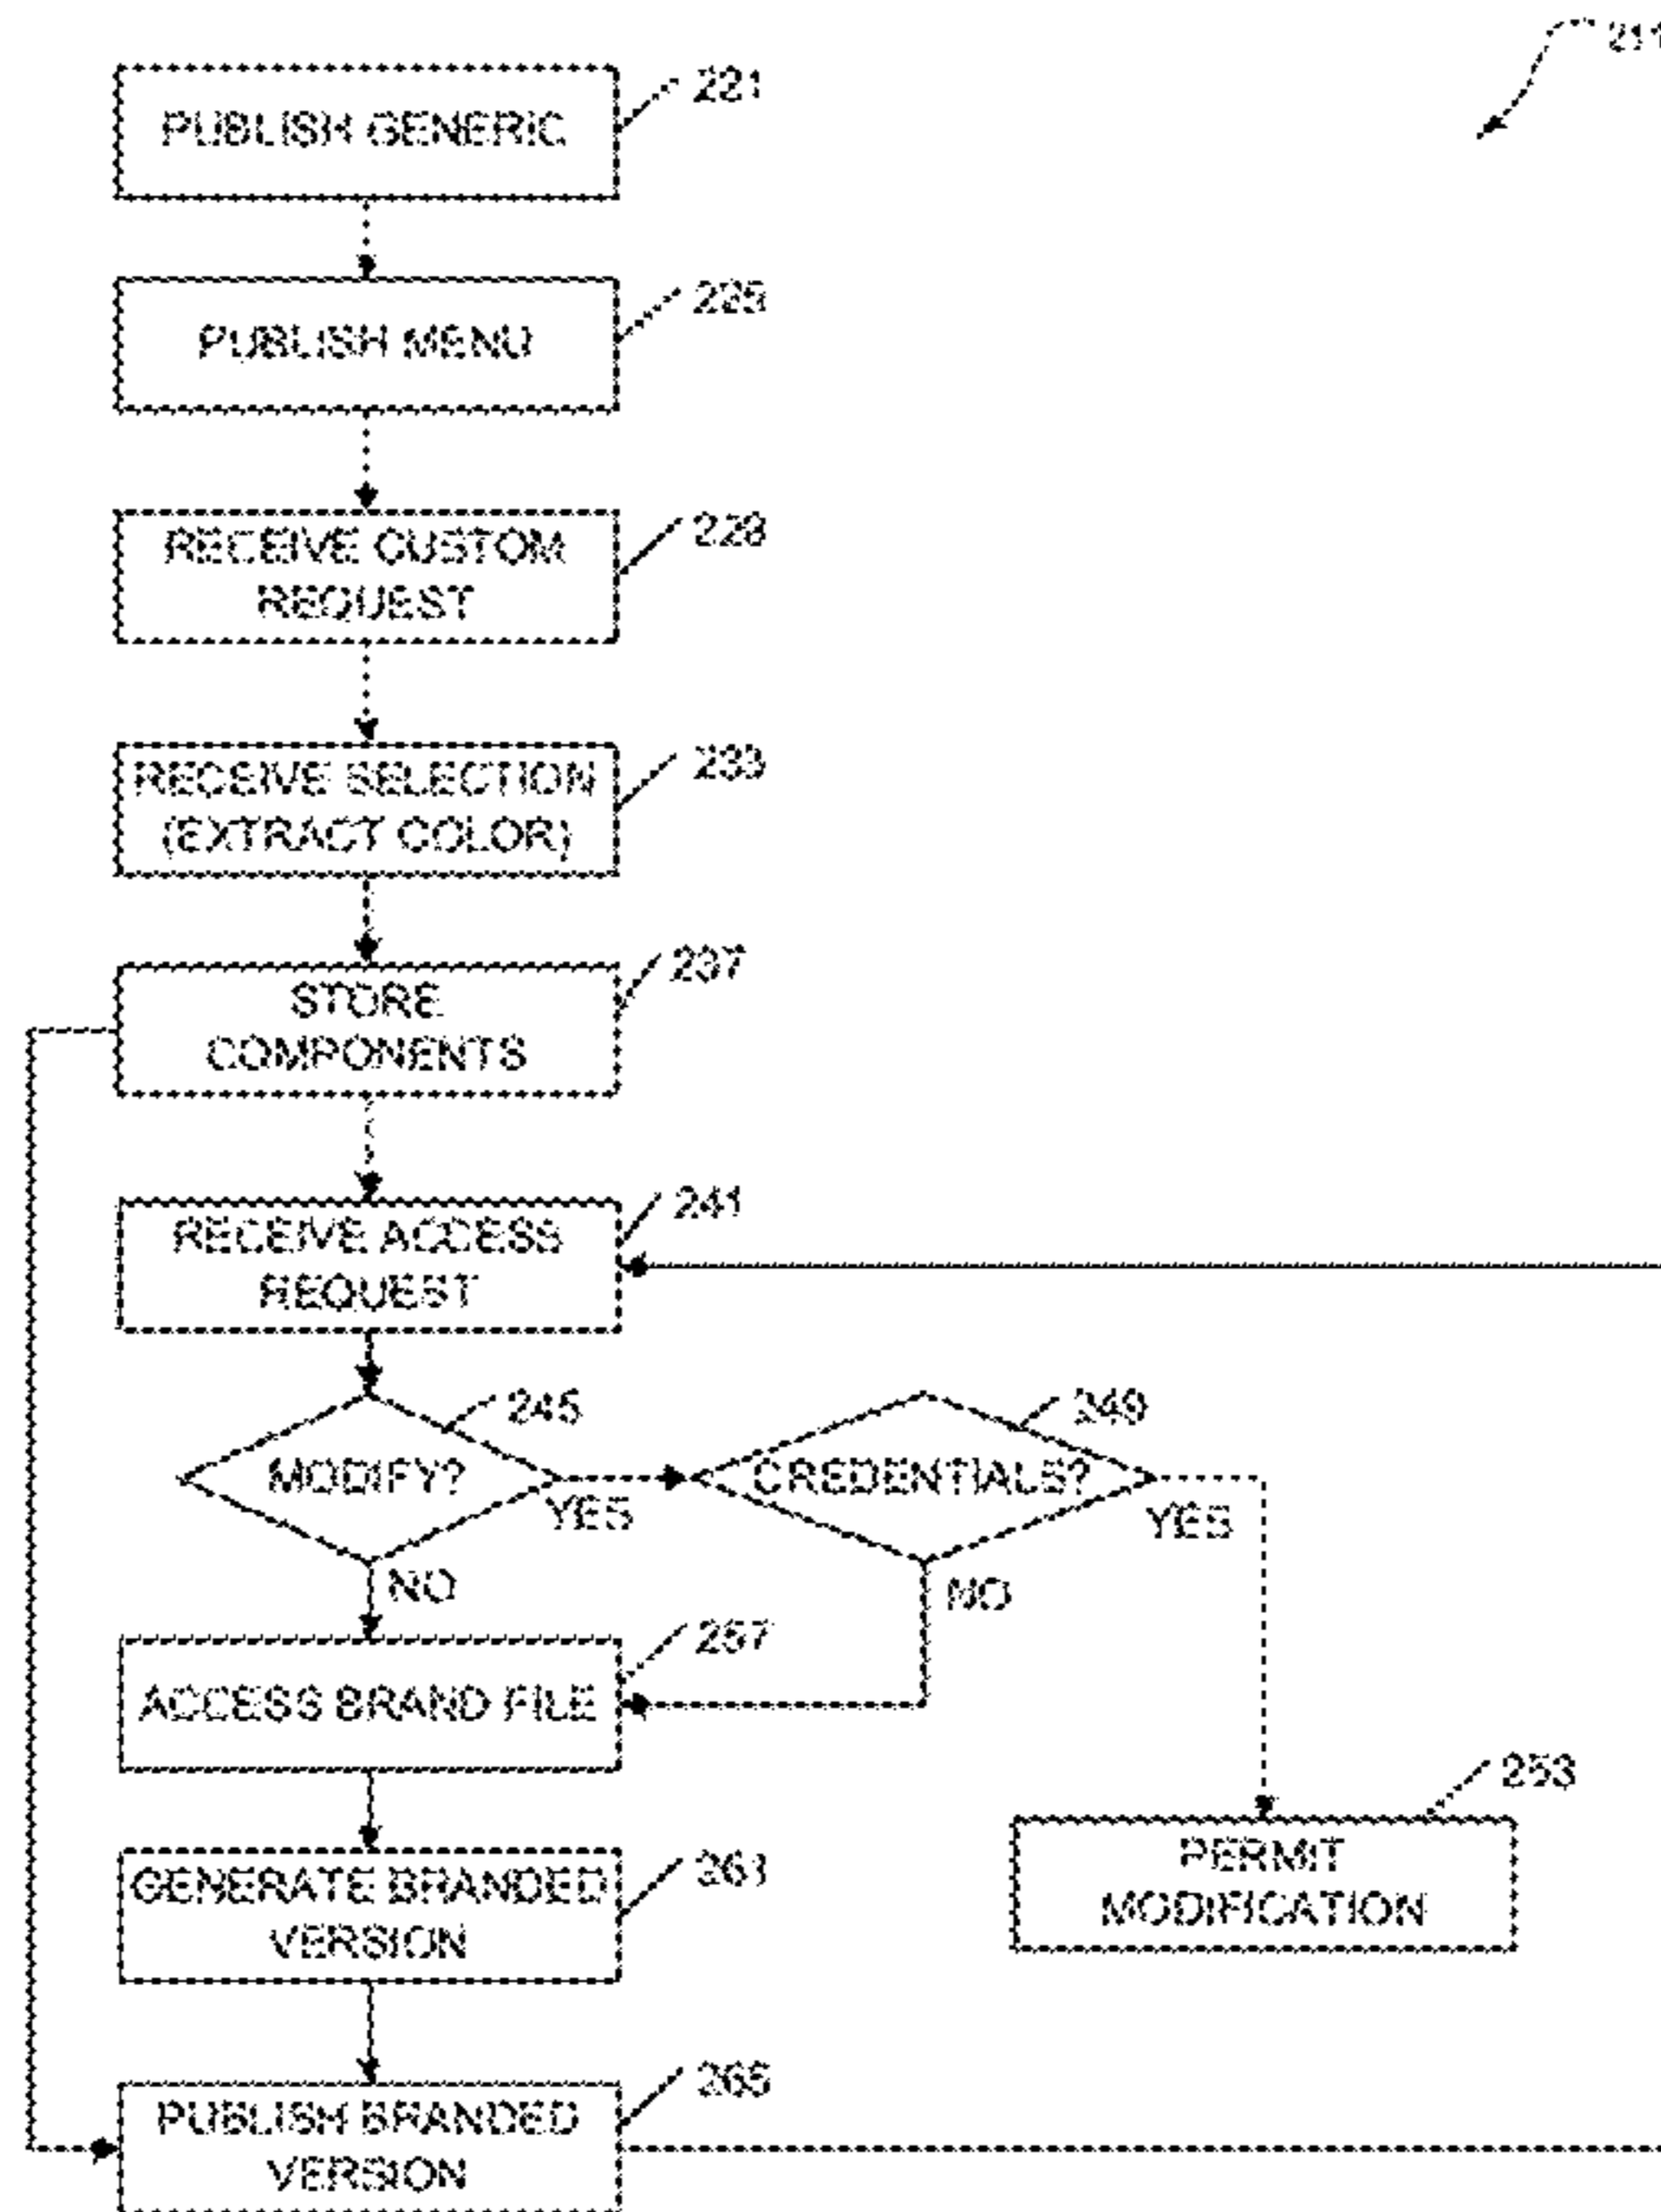 211
PUBLISH GENERIC
221
PUBLISH MENU
225
RECEIVE CUSTOM
REQUEST
229
RECEIVE SELECTION
(EXTRACT COLOR)
233
STORE
COMPONENTS
237
RECEIVE ACCESS
REQUEST
241
MODIFY?
245
YES
NO
CREDENTIALS?
249
YES
NO
ACCESS BRAND FILE
257
PERMIT
MODIFICATION
253
GENERATE BRANDED
VERSION
261
PUBLISH BRANDED
VERSION
265